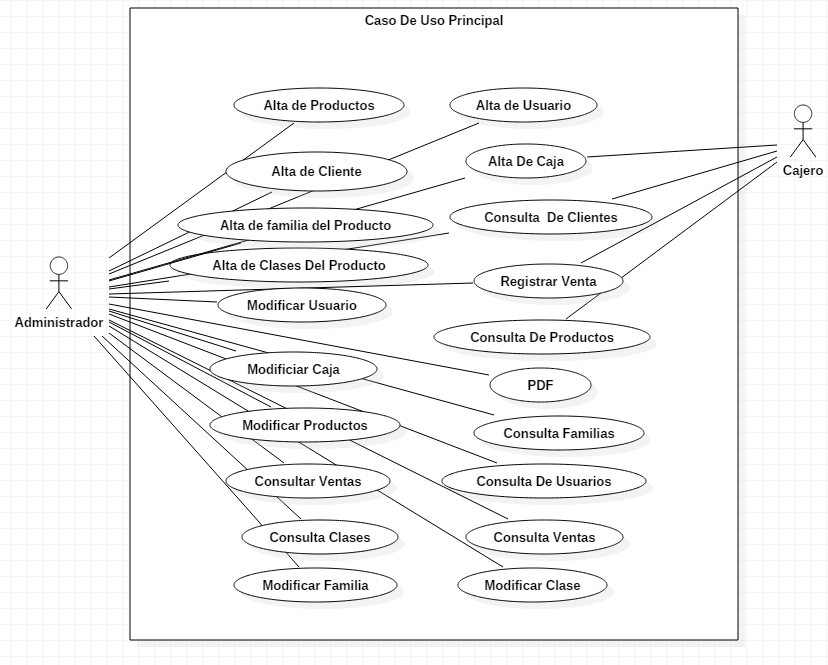 Caso De Uso Principal
Alta de Productos
Alta de Usuario
Alta de Cliente
Alta De Caja
Cajero
Alta de familia del Producto
Consulta  De Clientes
Alta de Clases Del Producto
Registrar Venta
Modificar Usuario
Administrador
Consulta De Productos
Modificiar Caja
PDF
Modificar Productos
Consulta Familias
Consultar Ventas
Consulta De Usuarios
Consulta Clases
Consulta Ventas
Modificar Familia
Modificar Clase